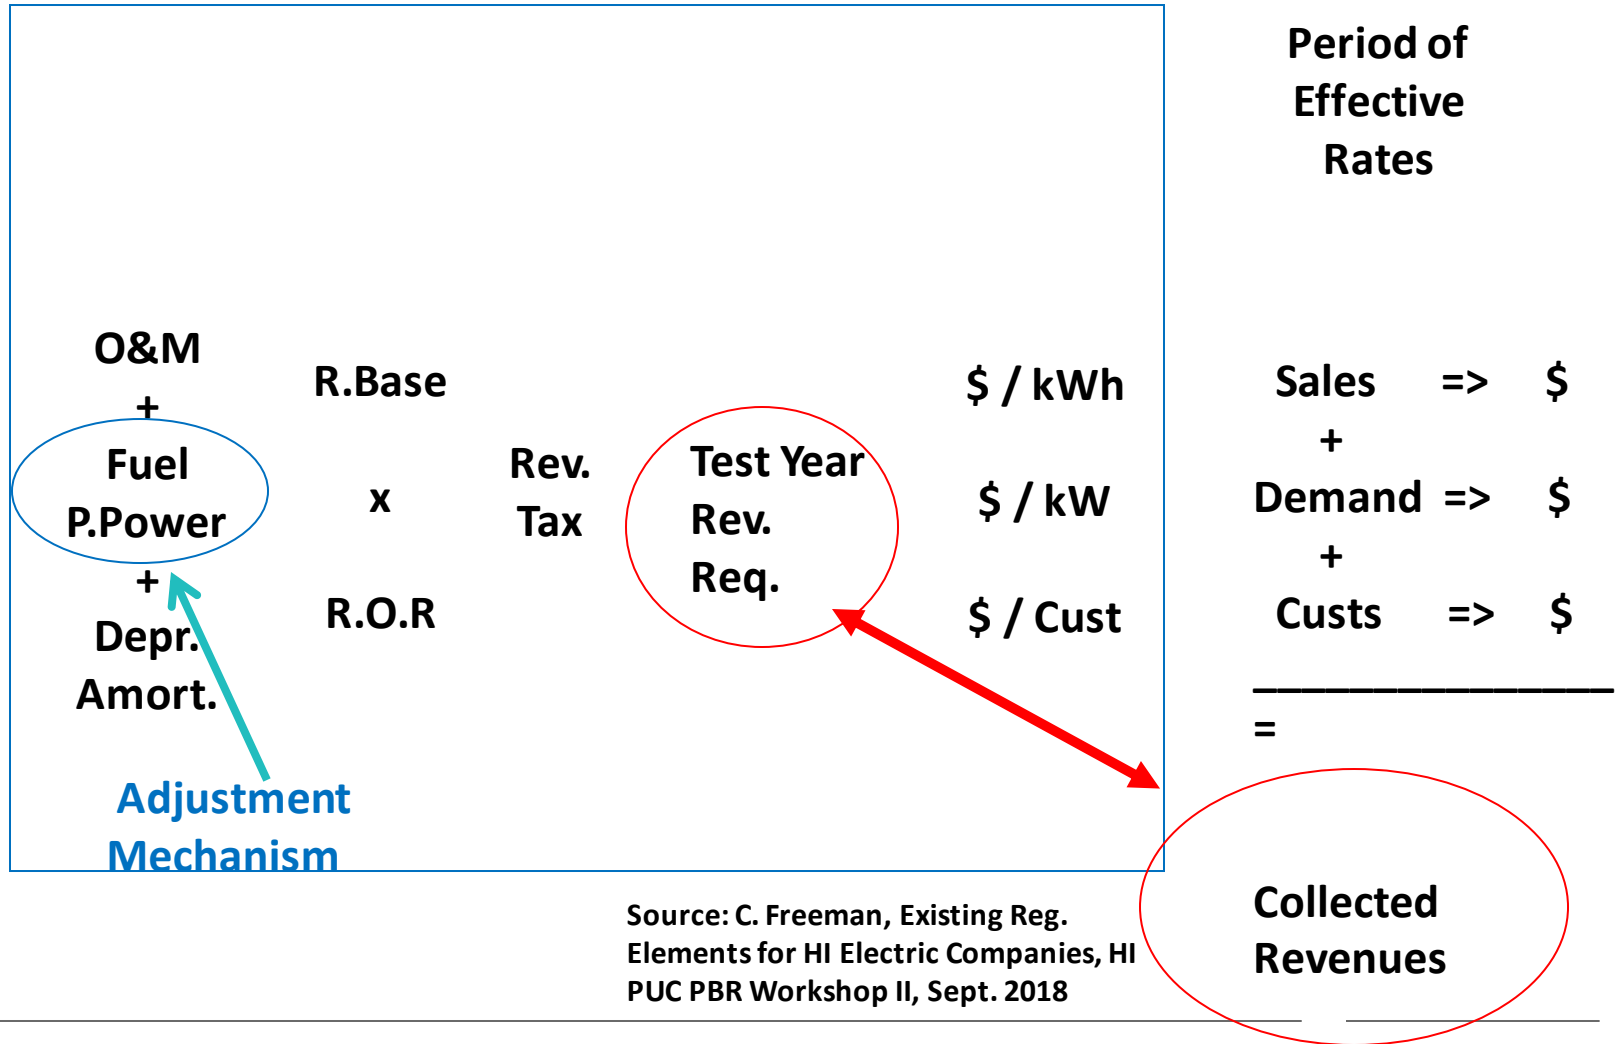 Period of
Effective
Rates
O&M
+
Fuel
P.Power
+
Depr.
Amort.
R.Base
x
R.O.R
Rev.
Tax
Test Year
Rev.
Req.
$ / kWh
$ / kW
$ / Cust
Sales => $
+
Demand => $
+
Custs => $
=
Collected
Revenues
Adjustment
Mechanism
Source: C. Freeman, Existing Reg.
Elements for HI Electric Companies, HI
PUC PBR Workshop II, Sept. 2018